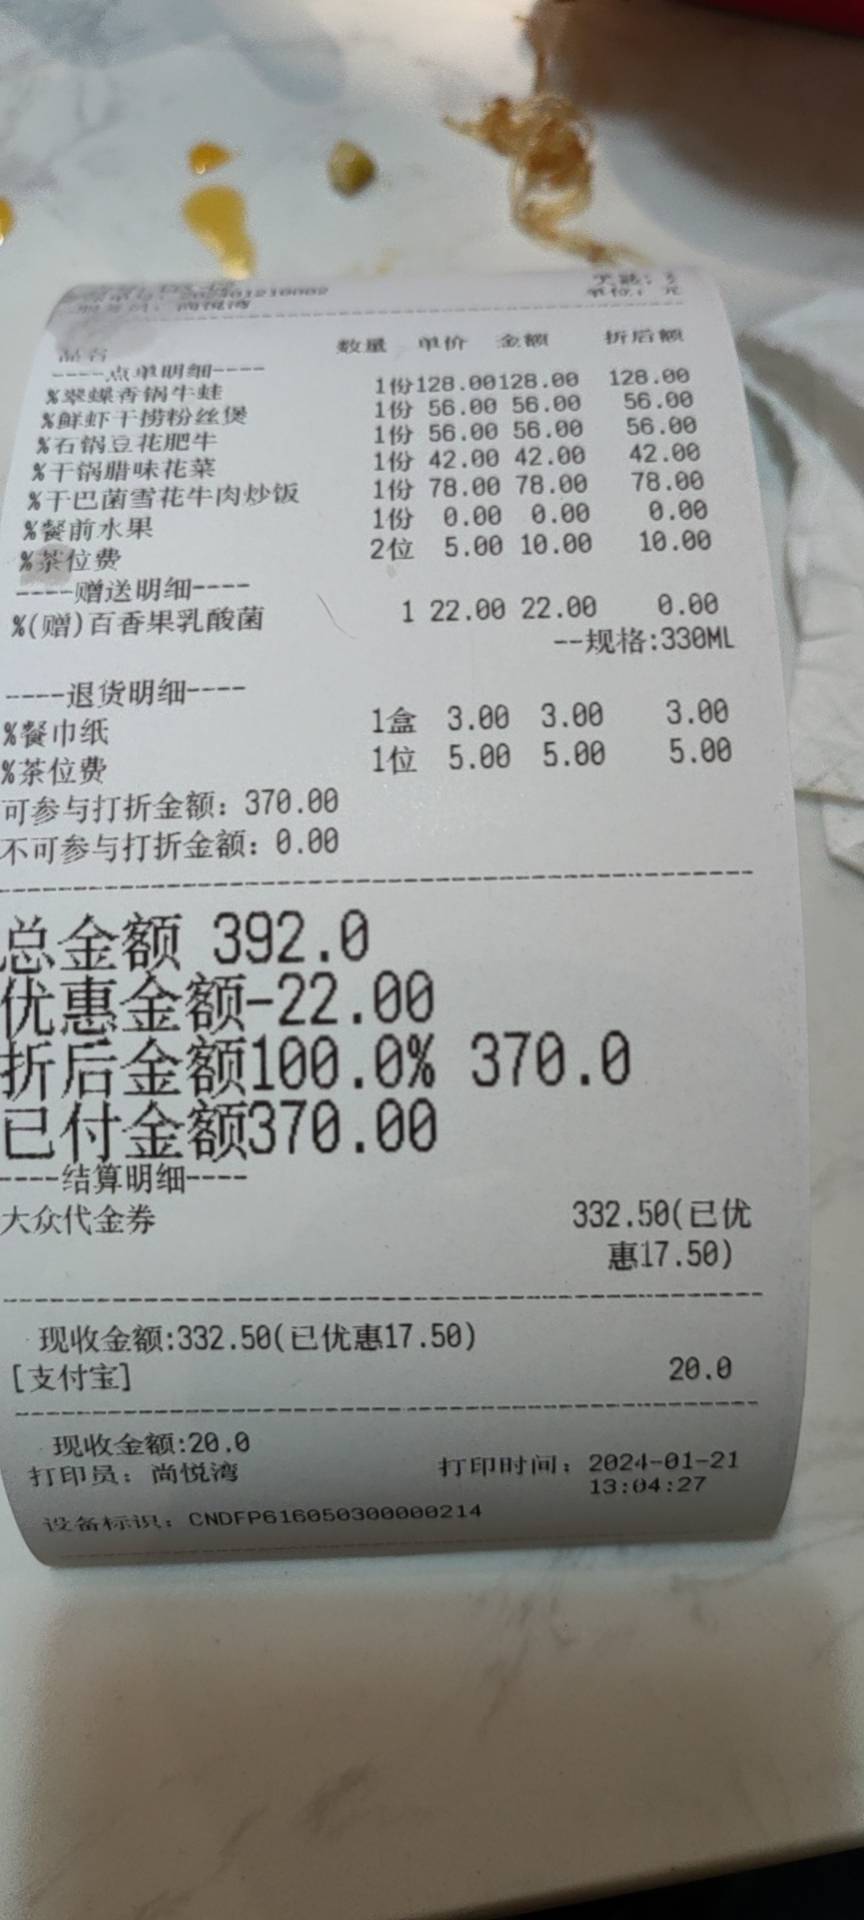 202401210002
尚悦湾
单位：元
品名 数量 单价 金额 折后额
----点单明细----
%翠蝶香锅牛蛙 1份128.00128.00 128.00
%鲜虾干捞粉丝煲 1份 56.00 56.00 56.00
%石锅豆花肥牛 1份 56.00 56.00 56.00
%干锅腊味花菜 1份 42.00 42.00 42.00
%干巴菌雪花牛肉炒饭 1份 78.00 78.00 78.00
%餐前水果 1份 0.00 0.00 0.00
%茶位费 2位 5.00 10.00 10.00
----赠送明细----
%(赠)百香果乳酸菌 1 22.00 22.00 0.00
--规格:330ML
----退货明细----
%餐巾纸 1盒 3.00 3.00 3.00
%茶位费 1位 5.00 5.00 5.00
可参与打折金额：370.00
不可参与打折金额：0.00
总金额 392.0
优惠金额-22.00
折后金额100.0% 370.0
已付金额370.00
----结算明细----
大众代金券 332.50(已优
惠17.50)
现收金额:332.50(已优惠17.50)
[支付宝] 20.0
现收金额:20.0
打印员：尚悦湾 打印时间：2024-01-21
13:04:27
设备标识：CNDFP616050300000214